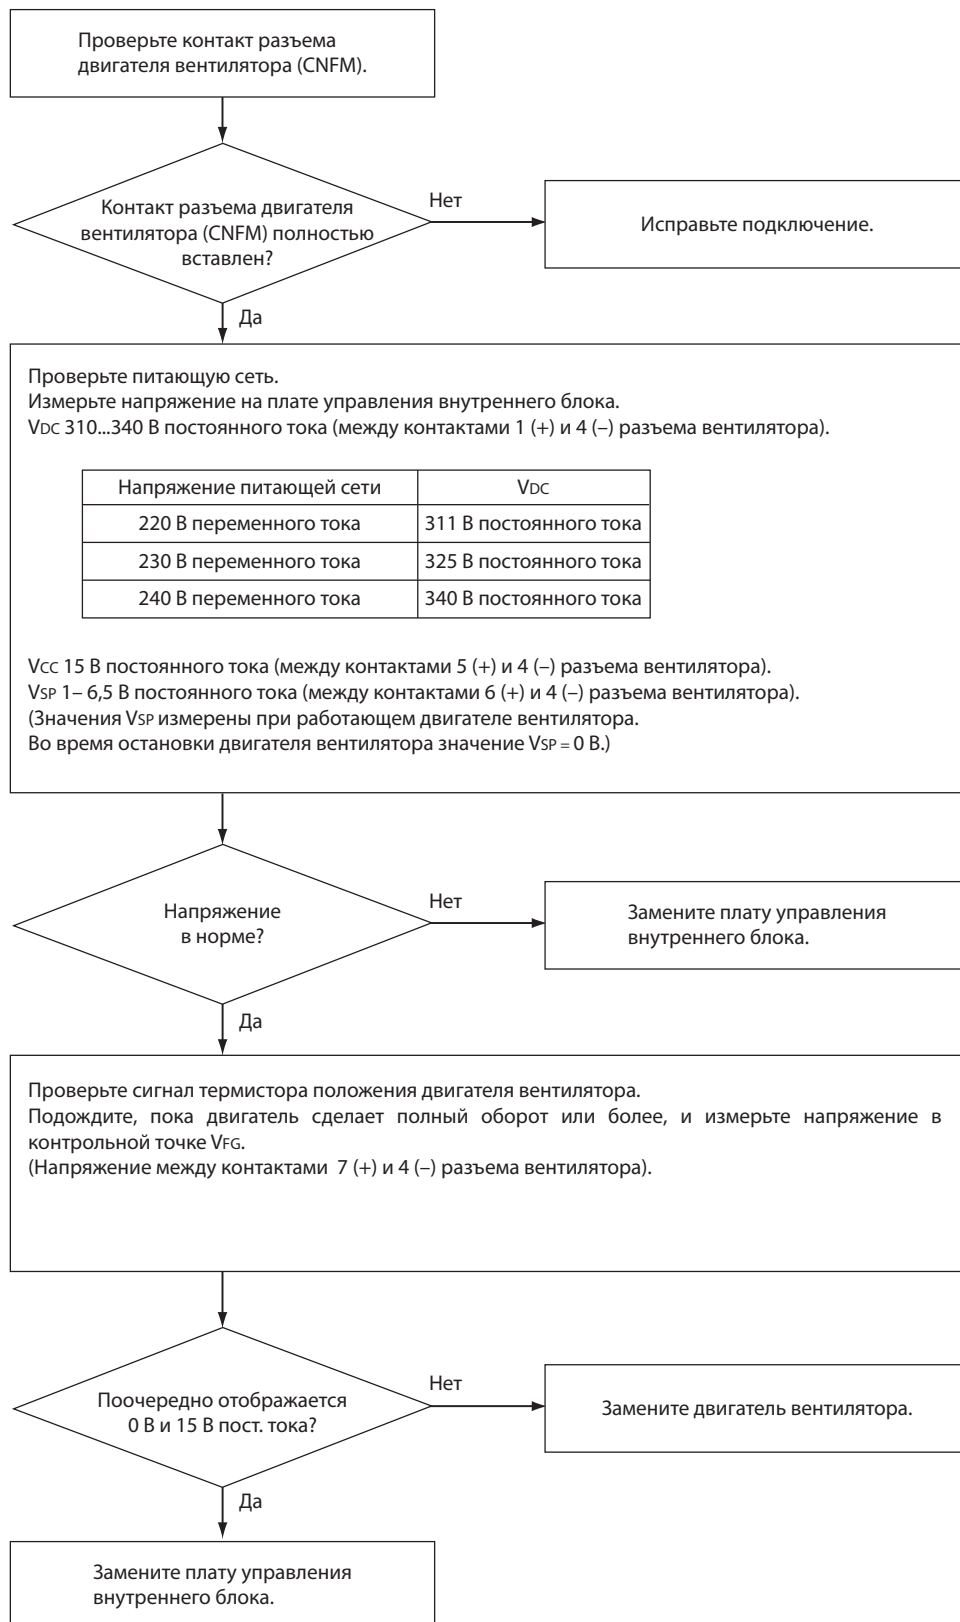 Проверьте контакт разъема
двигателя вентилятора (CNFM).
Контакт разъема двигателя
вентилятора (CNFM) полностью
вставлен?
Нет
Исправьте подключение.
Да
Проверьте питающую сеть.
Измерьте напряжение на плате управления внутреннего блока.
VDC 310...340 В постоянного тока (между контактами 1 (+) и 4 (–) разъема вентилятора).
Напряжение питающей сети VDC
220 В переменного тока 311 В постоянного тока
230 В переменного тока 325 В постоянного тока
240 В переменного тока 340 В постоянного тока
VCC 15 В постоянного тока (между контактами 5 (+) и 4 (–) разъема вентилятора).
VSP 1– 6,5 В постоянного тока (между контактами 6 (+) и 4 (–) разъема вентилятора).
(Значения VSP измерены при работающем двигателе вентилятора.
Во время остановки двигателя вентилятора значение VSP = 0 В.)
Напряжение
в норме?
Нет
Замените плату управления
внутреннего блока.
Да
Проверьте сигнал термистора положения двигателя вентилятора.
Подождите, пока двигатель сделает полный оборот или более, и измерьте напряжение в
контрольной точке VFG.
(Напряжение между контактами 7 (+) и 4 (–) разъема вентилятора).
Поочередно отображается
0 В и 15 В пост. тока?
Нет
Замените двигатель вентилятора.
Да
Замените плату управления
внутреннего блока.